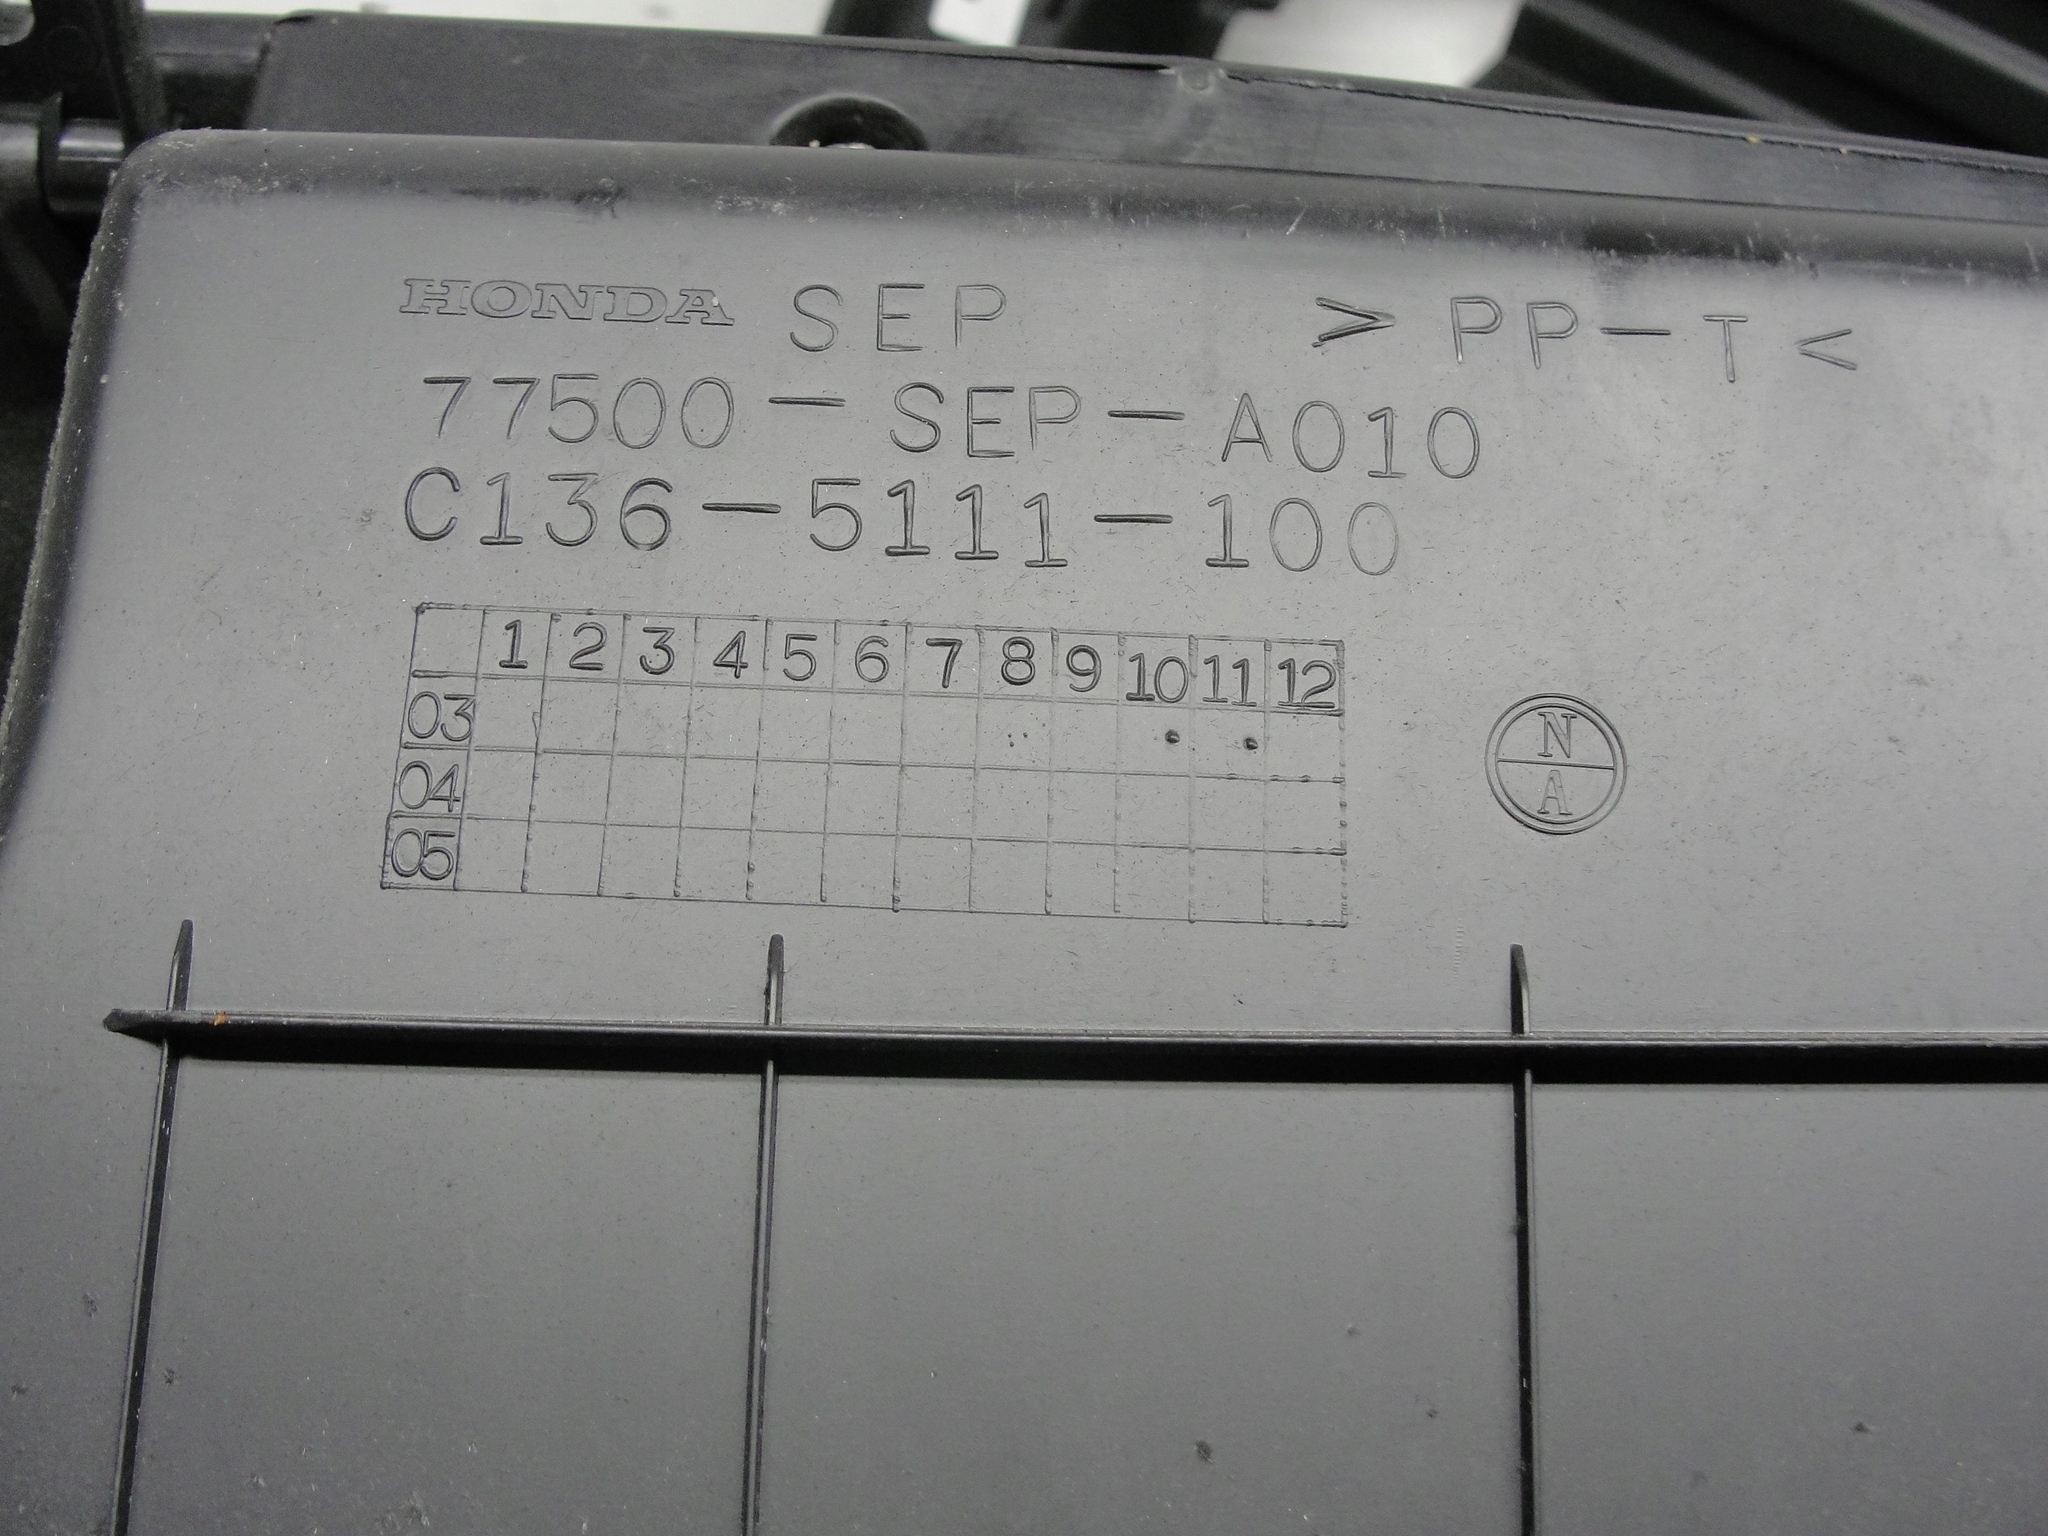 HONDA SEP >PP-T<
77500-SEP-A010
C136-5111-100
1 2 3 4 5 6 7 8 9 10 11 12
03
04
05
N
A